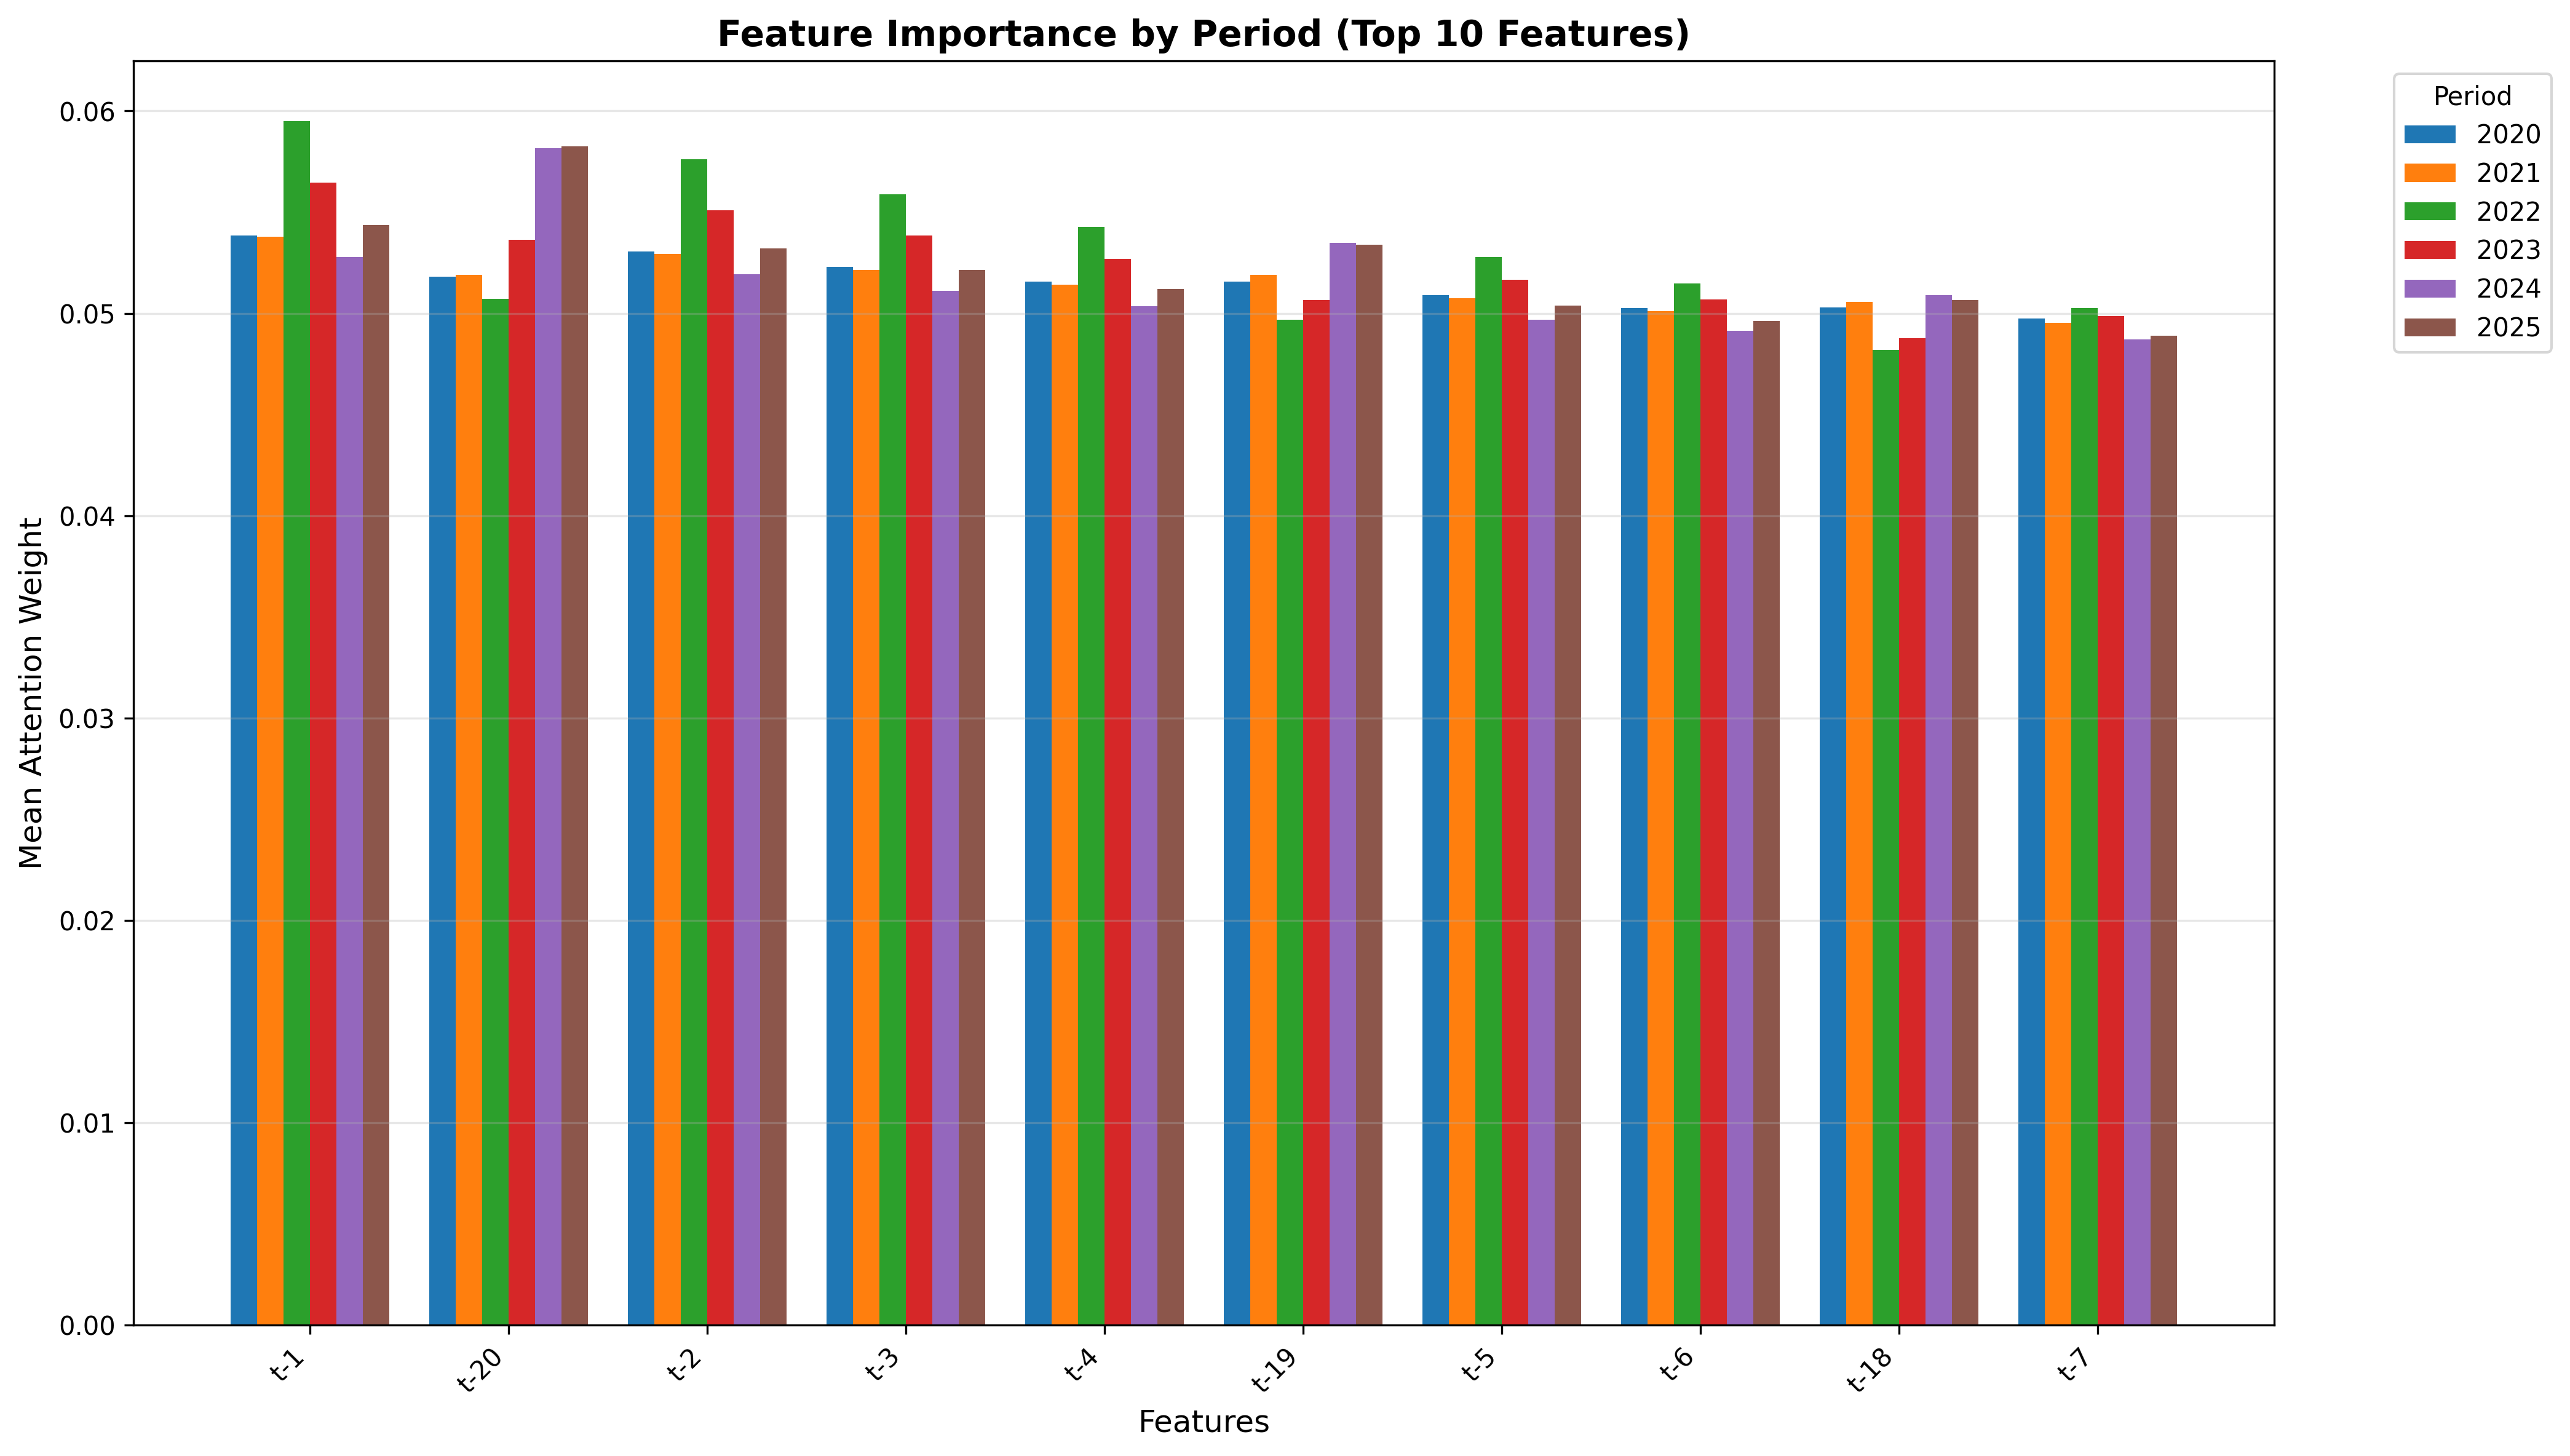 Feature Importance by Period (Top 10 Features)
Period
2020
2021
2022
2023
2024
2025
Mean Attention Weight
0.06
0.05
0.04
0.03
0.02
0.01
0.00
t-1
t-20
t-2
t-3
t-4
t-19
t-5
t-6
t-18
t-7
Features